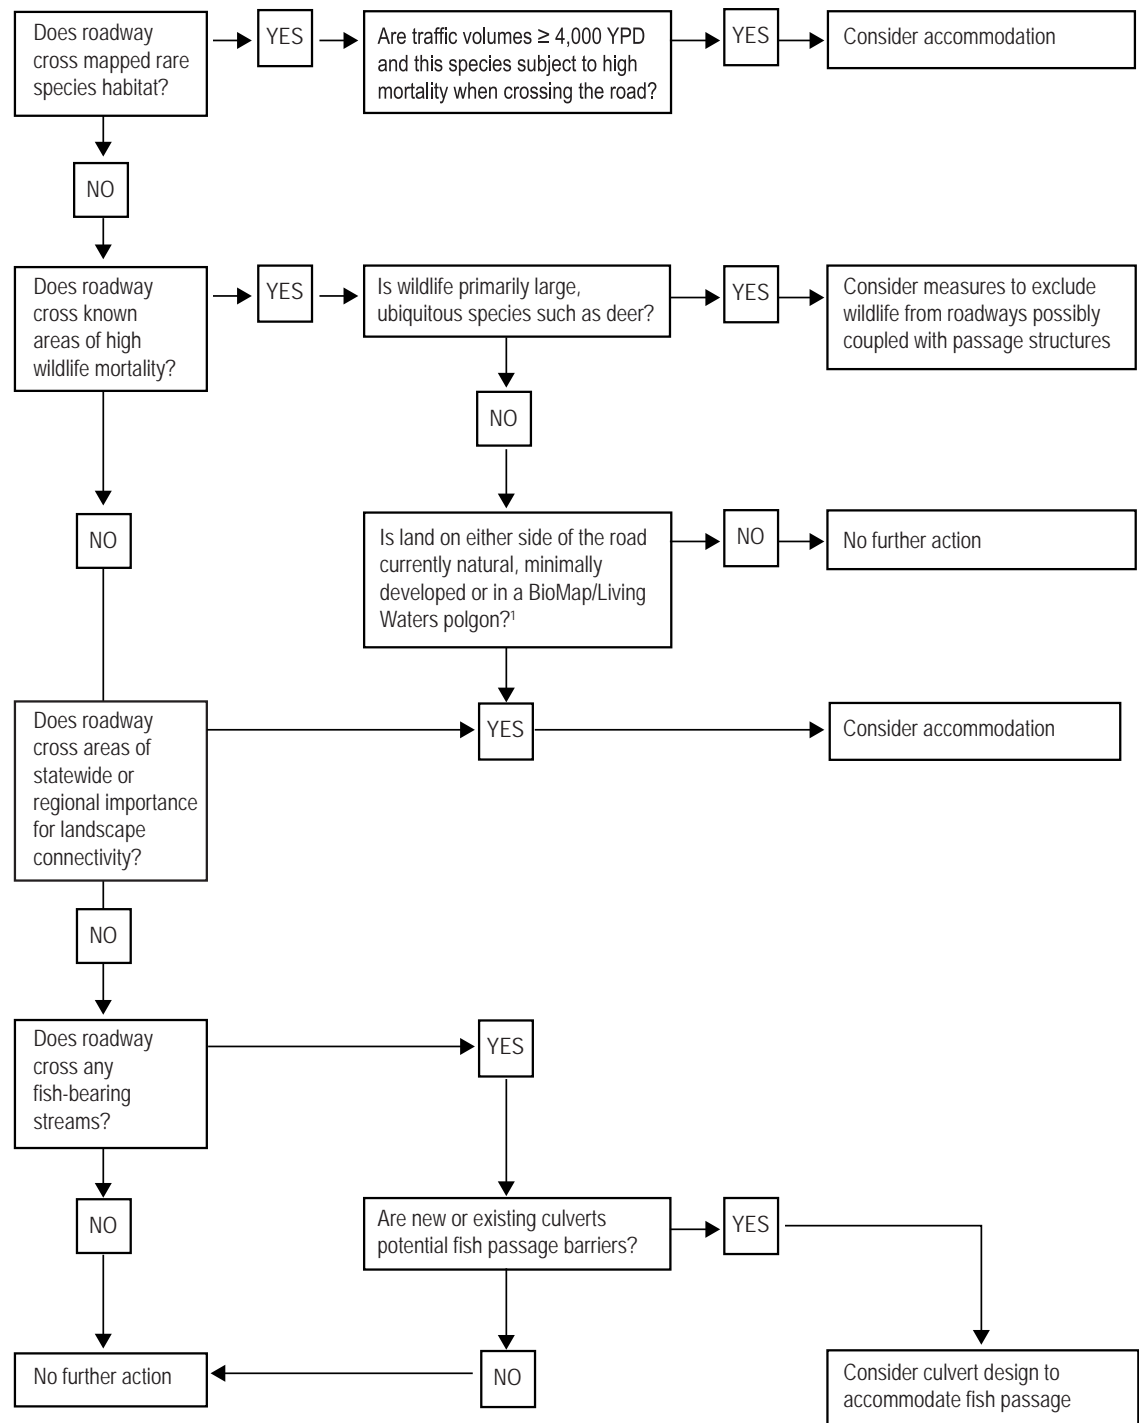 Does roadway
cross mapped rare
species habitat?
YES
Are traffic volumes ≥ 4,000 YPD
and this species subject to high
mortality when crossing the road?
YES
Consider accommodation
NO
Does roadway
cross known
areas of high
wildlife mortality?
YES
Is wildlife primarily large,
ubiquitous species such as deer?
YES
Consider measures to exclude
wildlife from roadways possibly
coupled with passage structures
NO
NO
Is land on either side of the road
currently natural, minimally
developed or in a BioMap/Living
Waters polgon?¹
NO
No further action
Does roadway
cross areas of
statewide or
regional importance
for landscape
connectivity?
YES
Consider accommodation
NO
Does roadway
cross any
fish-bearing
streams?
YES
NO
Are new or existing culverts
potential fish passage barriers?
YES
No further action
NO
Consider culvert design to
accommodate fish passage